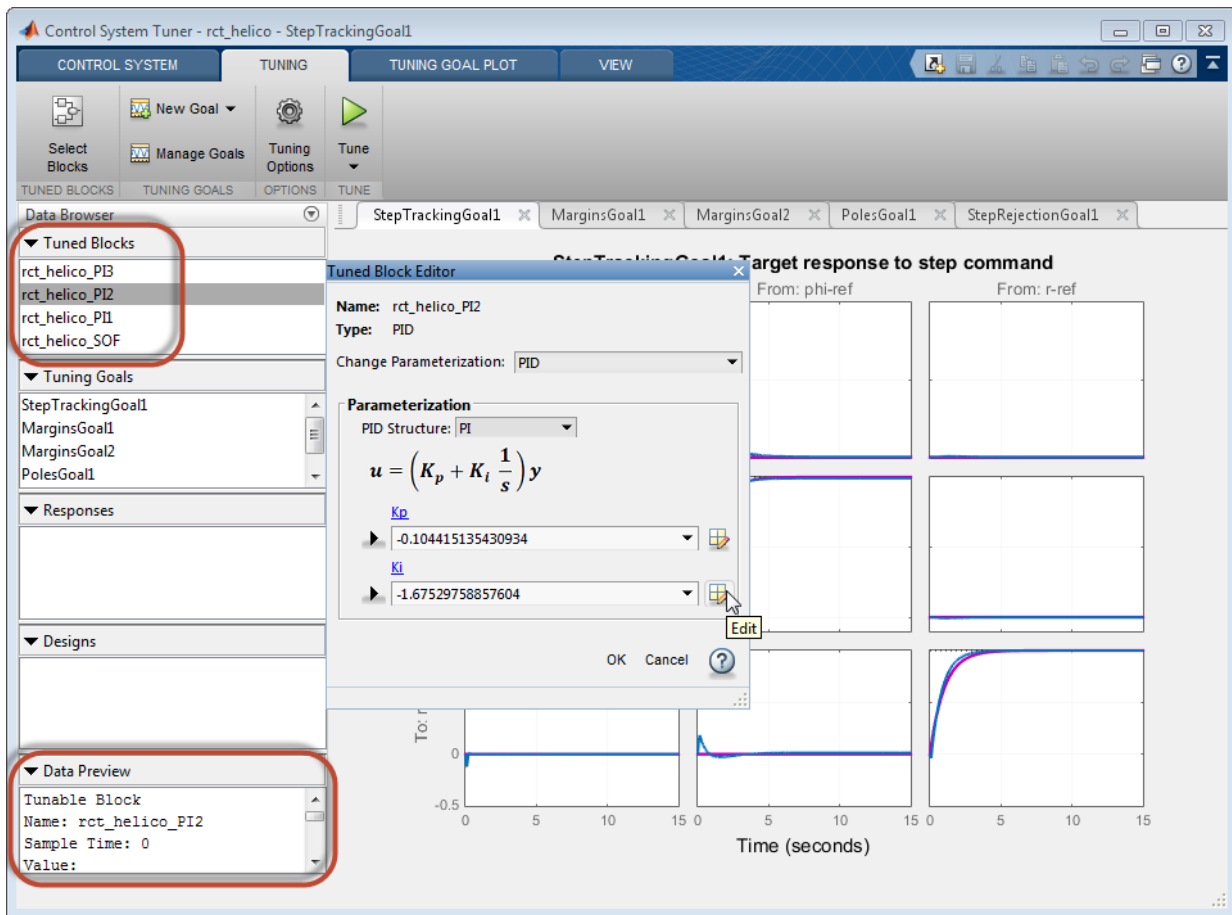 Control System Tuner - rct_helico - StepTrackingGoal1
CONTROL SYSTEM
TUNING
TUNING GOAL PLOT
VIEW
Select Blocks
New Goal
Manage Goals
Tuning Options
Tune
TUNED BLOCKS
TUNING GOALS
OPTIONS
TUNE
Data Browser
Tuned Blocks
rct_helico_PI3
rct_helico_PI2
rct_helico_PI1
rct_helico_SOF
Tuning Goals
StepTrackingGoal1
MarginsGoal1
MarginsGoal2
PolesGoal1
Responses
Designs
Data Preview
Tunable Block
Name: rct_helico_PI2
Sample Time: 0
Value:
StepTrackingGoal1
MarginsGoal1
MarginsGoal2
PolesGoal1
StepRejectionGoal1
StepTrackingGoal1: Target response to step command
From: phi-ref
From: r-ref
Tuned Block Editor
Name: rct_helico_PI2
Type: PID
Change Parameterization: PID
Parameterization
PID Structure: PI
u = (K_p + K_i 1/s) y
Kp
-0.104415135430934
Ki
-1.67529758857604
Edit
OK Cancel
To: r
0
-0.5
0 5 10 15 0 5 10 15 0 5 10 15
Time (seconds)